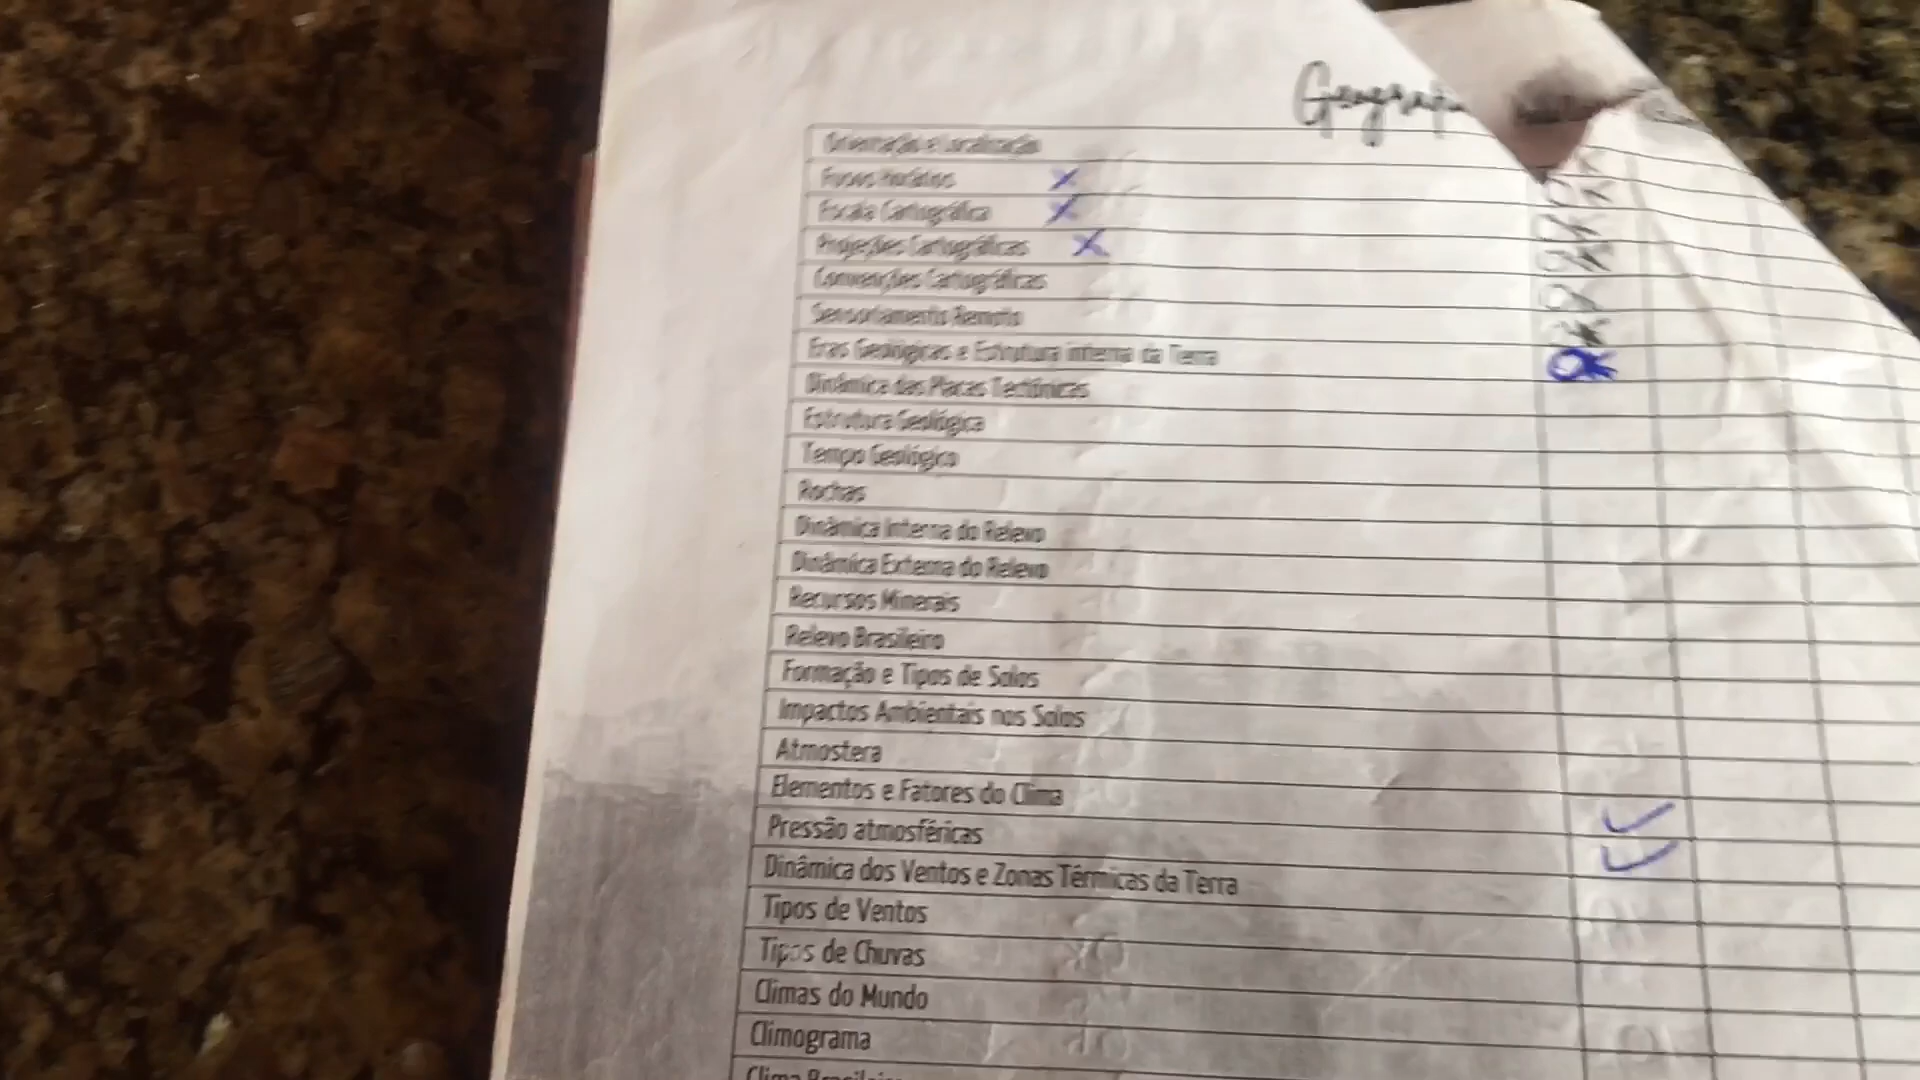 Geografia
Orientação e Localização
Fusos Horários X
Escala Cartográfica X
Projeções Cartográficas X
Convenções Cartográficas
Sensoriamento Remoto
Eras Geológicas e Estrutura interna da Terra OK
Dinâmica das Placas Tectônicas
Estrutura Geológica
Tempo Geológico
Rochas
Dinâmica Interna do Relevo
Dinâmica Externa do Relevo
Recursos Minerais
Relevo Brasileiro
Formação e Tipos de Solos
Impactos Ambientais nos Solos
Atmosfera
Elementos e Fatores do Clima
Pressão atmosféricas
Dinâmica dos Ventos e Zonas Térmicas da Terra
Tipos de Ventos
Tipos de Chuvas
Climas do Mundo
Climograma